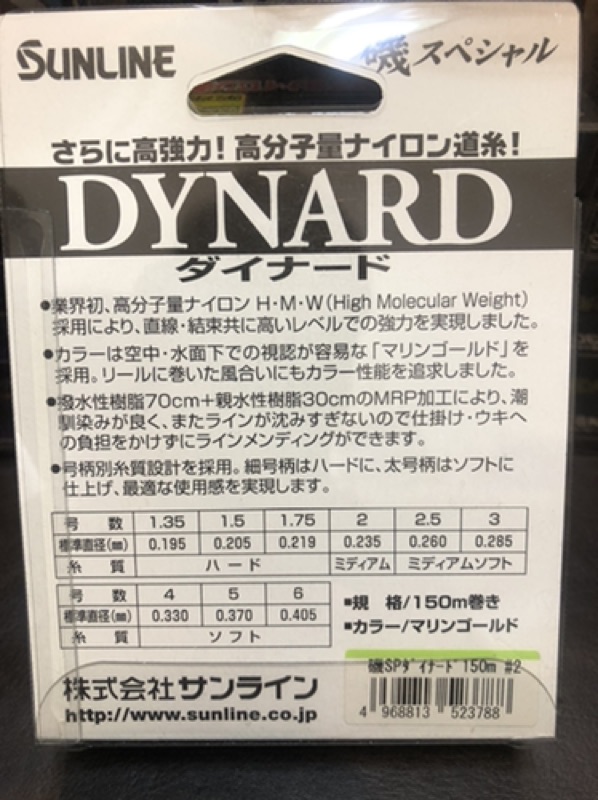 SUNLINE
磯スペシャル
さらに高強力!高分子量ナイロン道糸!
DYNARD
ダイナード
●業界初、高分子量ナイロン H・M・W(High Molecular Weight)
採用により、直線・結束共に高いレベルでの強力を実現しました。
●カラーは空中・水面下での視認が容易な「マリンゴールド」を
採用。リールに巻いた風合いにもカラー性能を追求しました。
●撥水性樹脂70cm+親水性樹脂30cmのMRP加工により、潮
馴染みが良く、またラインが沈みすぎないので仕掛け・ウキへ
の負担をかけずにラインメンディングができます。
●号柄別糸質設計を採用。細号柄はハードに、太号柄はソフトに
仕上げ、最適な使用感を実現します。
号 数 1.35 1.5 1.75 2 2.5 3
標準直径(㎜) 0.195 0.205 0.219 0.235 0.260 0.285
糸 質 ハード ミディアム ミディアムソフト
号 数 4 5 6
標準直径(㎜) 0.330 0.370 0.405
糸 質 ソフト
■規 格/150m巻き
■カラー/マリンゴールド
株式会社サンライン
http://www.sunline.co.jp
磯SPダイナード 150m #2
4 968813 523788